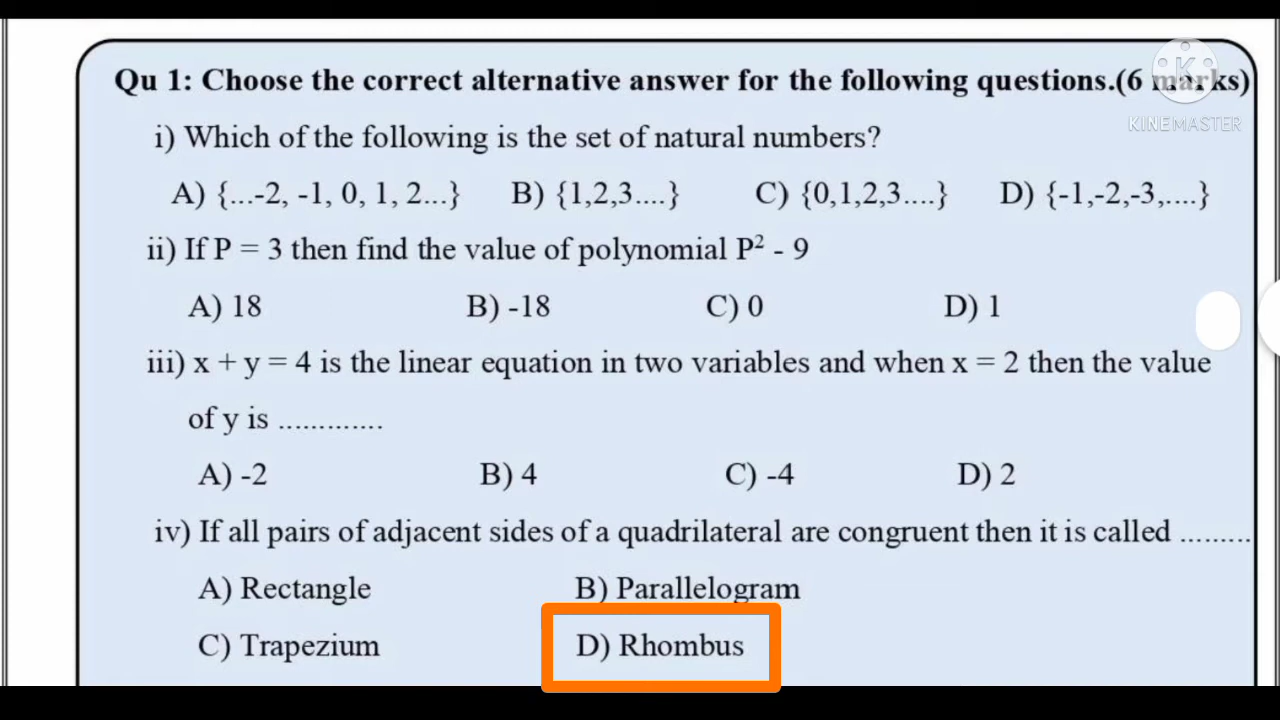 Qu 1: Choose the correct alternative answer for the following questions.(6 marks)
KINEMASTER
i) Which of the following is the set of natural numbers?
A) {...-2, -1, 0, 1, 2...} B) {1,2,3....} C) {0,1,2,3....} D) {-1,-2,-3,....}
ii) If P = 3 then find the value of polynomial P² - 9
A) 18 B) -18 C) 0 D) 1
iii) x + y = 4 is the linear equation in two variables and when x = 2 then the value
of y is .............
A) -2 B) 4 C) -4 D) 2
iv) If all pairs of adjacent sides of a quadrilateral are congruent then it is called .........
A) Rectangle B) Parallelogram
C) Trapezium D) Rhombus